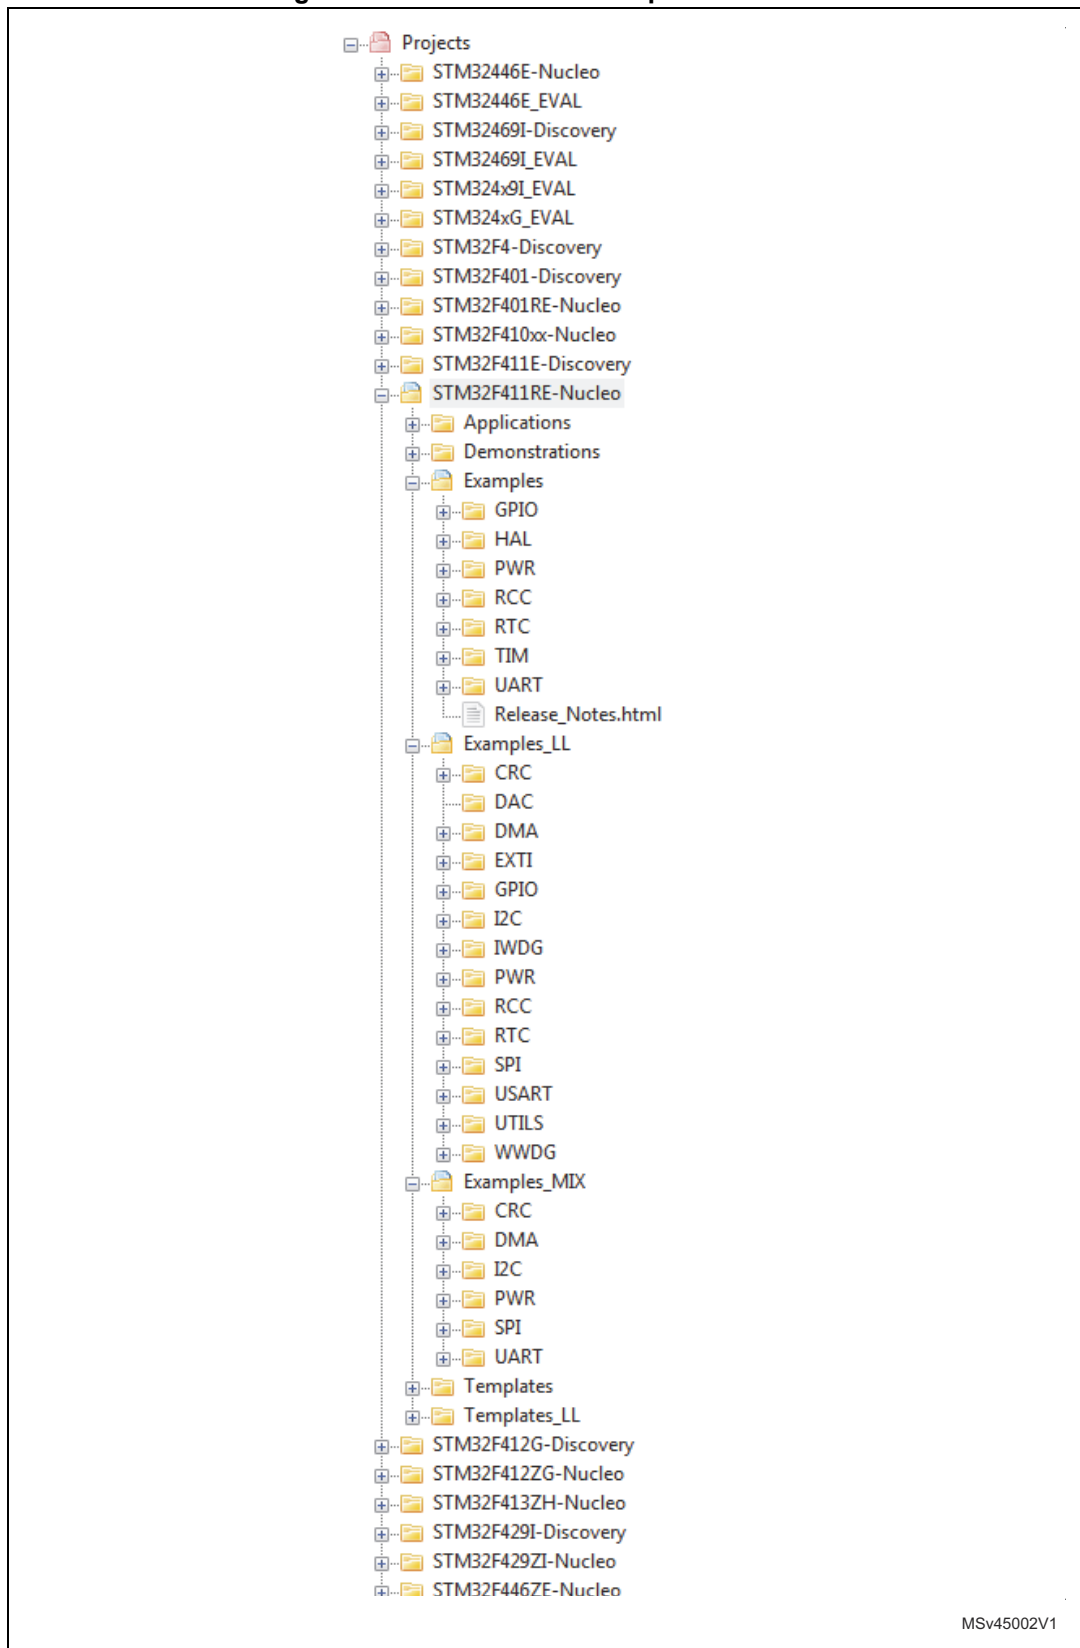 Projects
STM32446E-Nucleo
STM32446E_EVAL
STM32469I-Discovery
STM32469I_EVAL
STM324x9I_EVAL
STM324xG_EVAL
STM32F4-Discovery
STM32F401-Discovery
STM32F401RE-Nucleo
STM32F410xx-Nucleo
STM32F411E-Discovery
STM32F411RE-Nucleo
Applications
Demonstrations
Examples
GPIO
HAL
PWR
RCC
RTC
TIM
UART
Release_Notes.html
Examples_LL
CRC
DAC
DMA
EXTI
GPIO
I2C
IWDG
PWR
RCC
RTC
SPI
USART
UTILS
WWDG
Examples_MIX
CRC
DMA
I2C
PWR
SPI
UART
Templates
Templates_LL
STM32F412G-Discovery
STM32F412ZG-Nucleo
STM32F413ZH-Nucleo
STM32F429I-Discovery
STM32F429ZI-Nucleo
STM32F446ZE-Nucleo
MSv45002V1